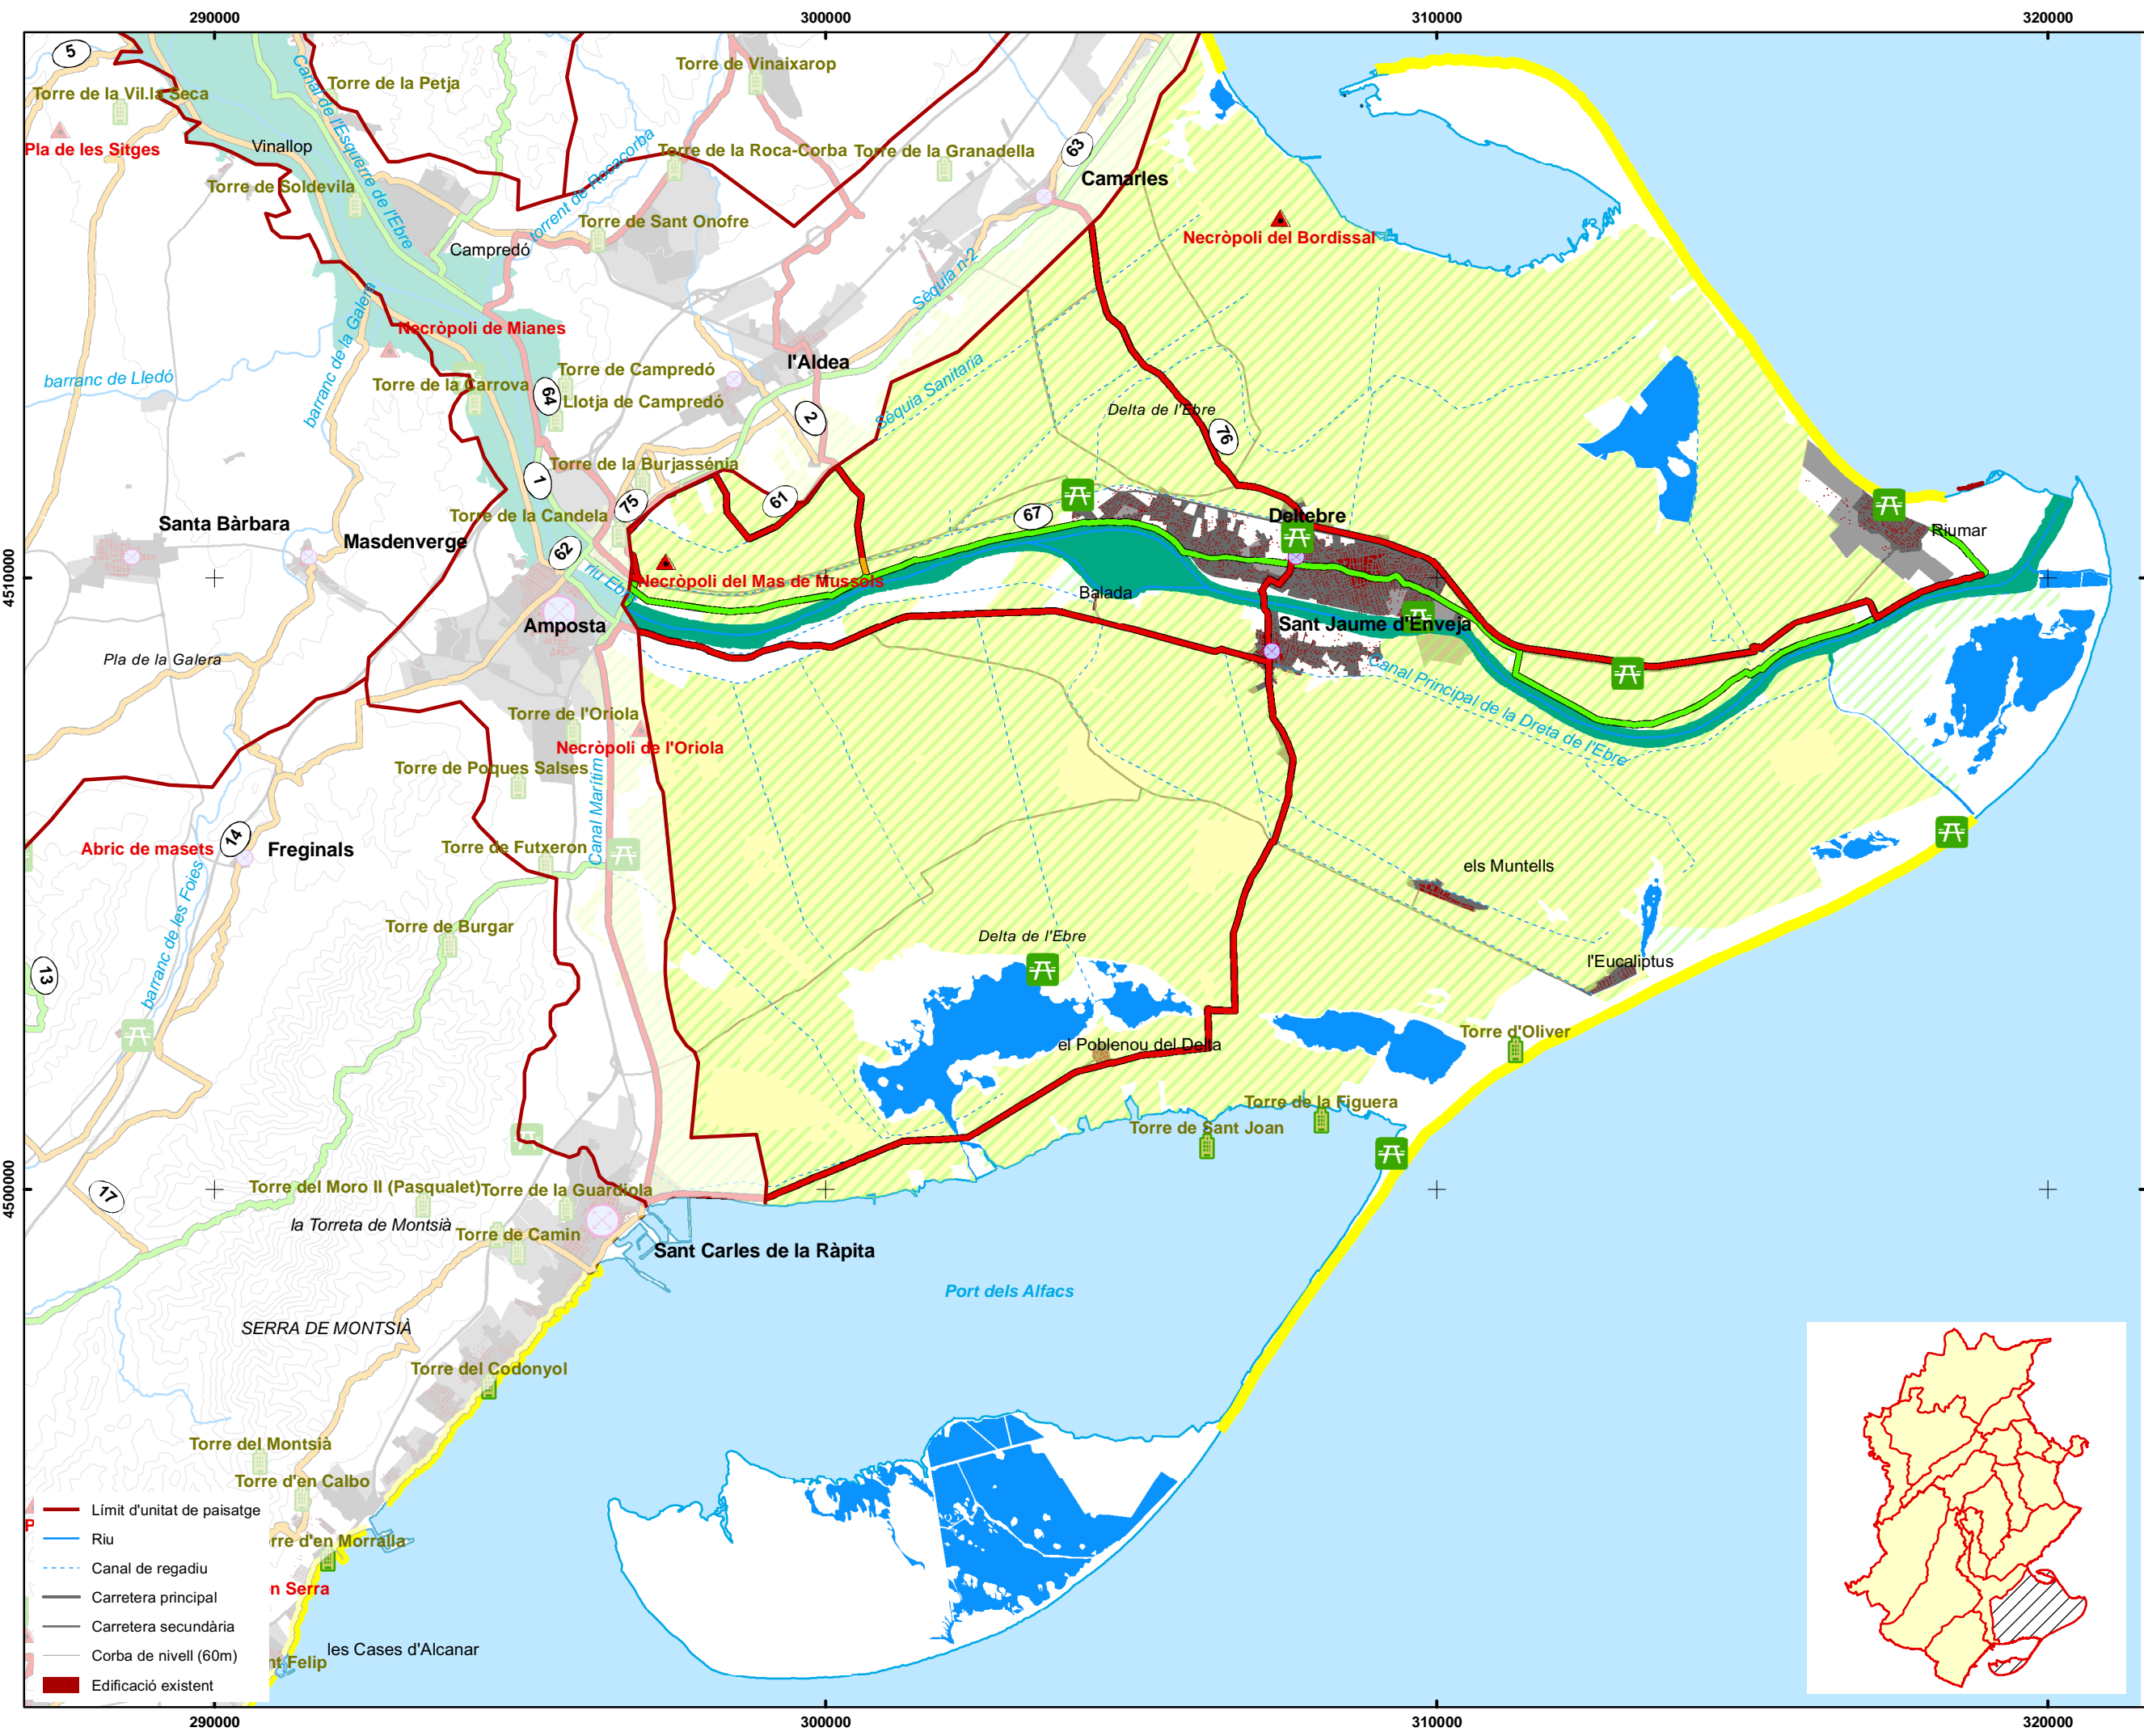 290000
300000
310000
320000
5
Torre de Vinaixarop
Torre de la Petja
Torre de la Vil.la Seca
Canal de l'Esquerre de l'Ebre
Vinallop
Pla de les Sitges
Torre de la Roca-Corba
Torre de la Granadella
63
Camarles
Torre de Soldevila
torrent de Rocacorba
Torre de Sant Onofre
Campredó
Necròpoli del Bordissal
Sèquia n-2
barranc de la Galera
Necròpoli de Mianes
l'Aldea
barranc de Lledó
Torre de Campredó
Torre de la Carrova
64
Llotja de Campredó
Sèquia Sanitaria
2
Delta de l'Ebre
76
Torre de la Burjassénia
1
75
61
67
Torre de la Candela
Deltebre
Santa Bàrbara
Masdenverge
62
Riumar
4510000
riu Ebre
Necròpoli del Mas de Mussols
Balada
Amposta
Sant Jaume d'Enveja
Pla de la Galera
Canal Principal de la Dreta de l'Ebre
Torre de l'Oriola
Necròpoli de l'Oriola
Torre de Poques Salses
Canal Marítim
14
Abric de masets
Freginals
Torre de Futxeron
els Muntells
barranc de les Foies
Torre de Burgar
Delta de l'Ebre
13
l'Eucaliptus
Torre d'Oliver
el Poblenou del Delta
Torre de la Figuera
Torre de Sant Joan
4500000
17
Torre del Moro II (Pasqualet)
Torre de la Guardiola
la Torreta de Montsià
Torre de Camin
Sant Carles de la Ràpita
Port dels Alfacs
SERRA DE MONTSIÀ
Torre del Codonyol
Torre del Montsià
Torre d'en Calbo
P
Límit d'unitat de paisatge
Riu
rre d'en Morralla
Canal de regadiu
en Serra
Carretera principal
Carretera secundària
les Cases d'Alcanar
Corba de nivell (60m)
nt Felip
Edificació existent
290000
300000
310000
320000